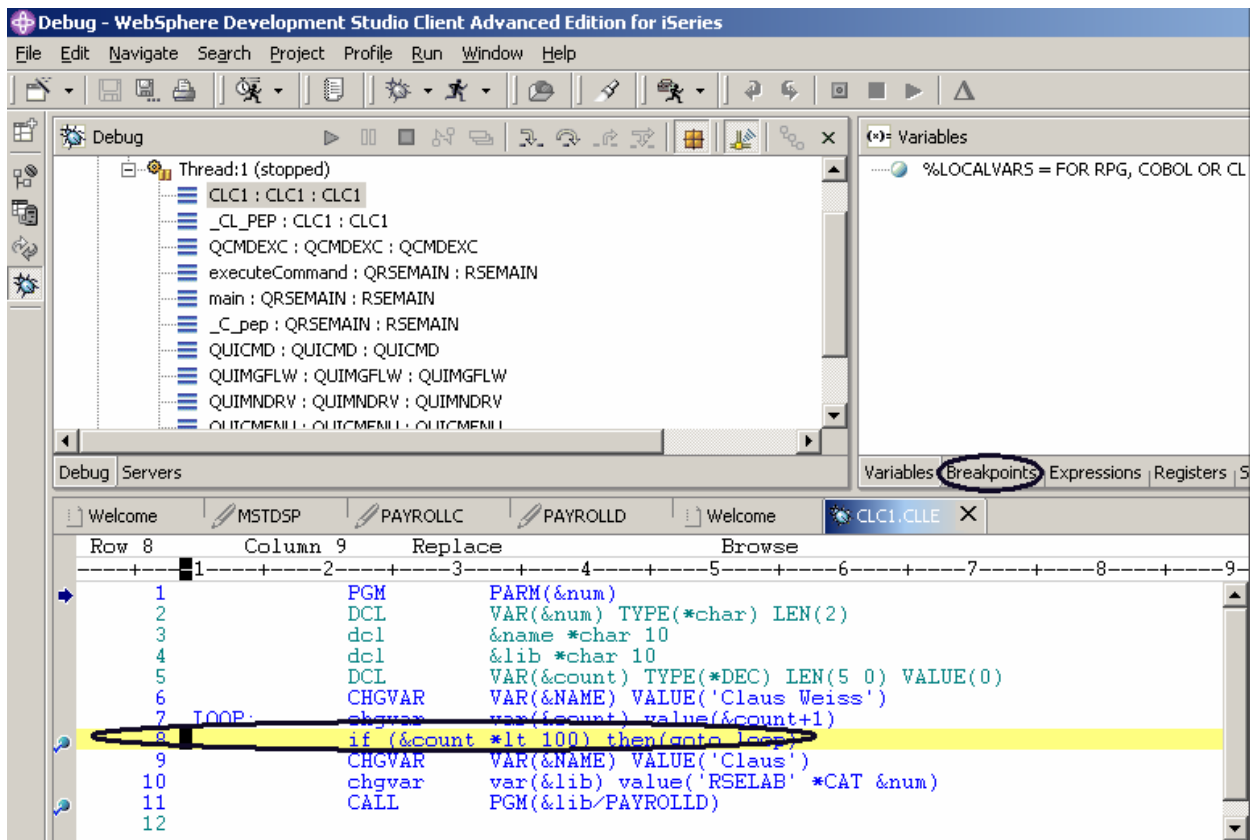 Debug - WebSphere Development Studio Client Advanced Edition for iSeries
File Edit Navigate Search Project Profile Run Window Help
Debug
Variables
Thread:1 (stopped)
%LOCALVARS = FOR RPG, COBOL OR CL
CLC1 : CLC1 : CLC1
_CL_PEP : CLC1 : CLC1
QCMDEXC : QCMDEXC : QCMDEXC
executeCommand : QRSEMAIN : RSEMAIN
main : QRSEMAIN : RSEMAIN
_C_pep : QRSEMAIN : RSEMAIN
QUICMD : QUICMD : QUICMD
QUIMGFLW : QUIMGFLW : QUIMGFLW
QUIMNDRV : QUIMNDRV : QUIMNDRV
QUICMENU : QUICMENU : QUICMENU
Debug Servers
Variables Breakpoints Expressions Registers S
Welcome MSTDSP PAYROLLC PAYROLLD Welcome CLC1.CLLE
Row 8 Column 9 Replace Browse
----+---1----+----2----+----3----+----4----+----5----+----6----+----7----+----8----+----9-
1 PGM PARM(&num)
2 DCL VAR(&num) TYPE(*char) LEN(2)
3 dcl &name *char 10
4 dcl &lib *char 10
5 DCL VAR(&count) TYPE(*DEC) LEN(5 0) VALUE(0)
6 CHGVAR VAR(&NAME) VALUE('Claus Weiss')
7 LOOP: chgvar var(&count) value(&count+1)
8 if (&count *lt 100) then(goto loop)
9 CHGVAR VAR(&NAME) VALUE('Claus')
10 chgvar var(&lib) value('RSELAB' *CAT &num)
11 CALL PGM(&lib/PAYROLLD)
12